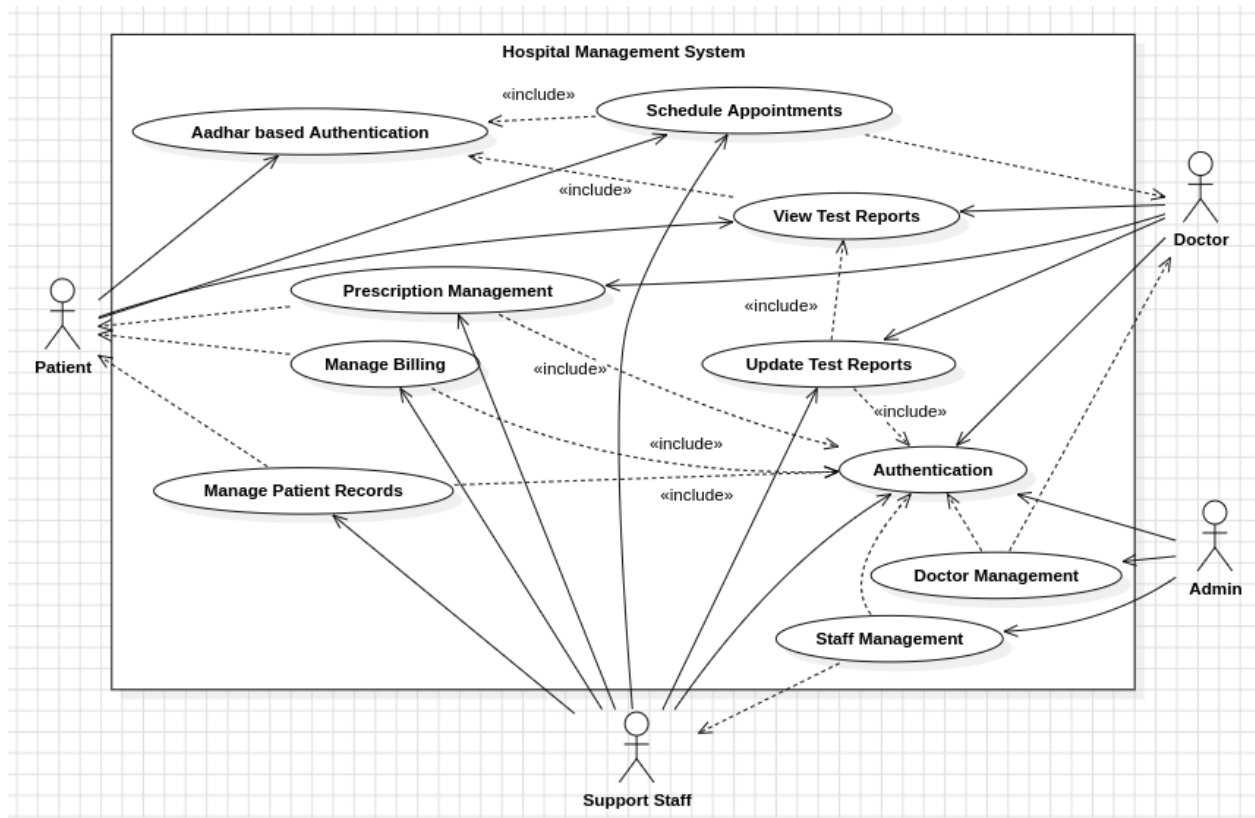 Hospital Management System
«include»
Schedule Appointments
Aadhar based Authentication
«include»
View Test Reports
Doctor
Prescription Management
«include»
Patient
Manage Billing
«include»
Update Test Reports
«include»
«include»
Authentication
Manage Patient Records
«include»
Doctor Management
Admin
Staff Management
Support Staff